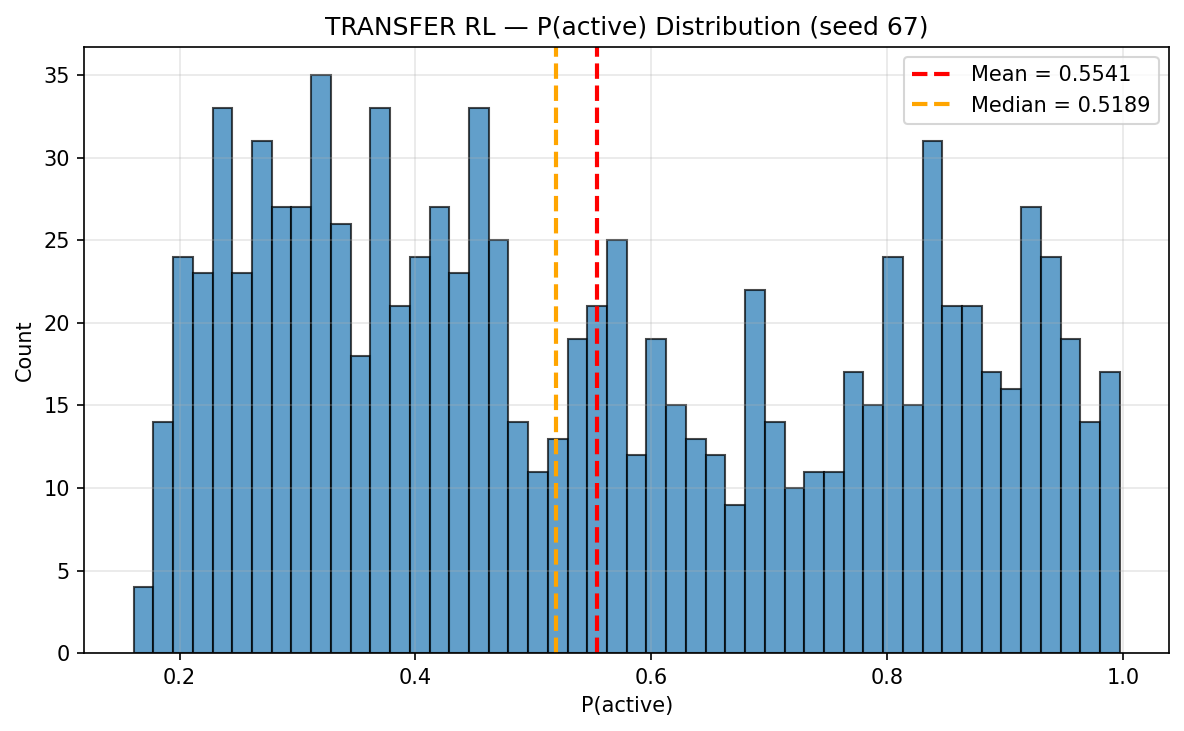 TRANSFER RL — P(active) Distribution (seed 67)
Mean = 0.5541
Median = 0.5189
Count
35
30
25
20
15
10
5
0
0.2 0.4 0.6 0.8 1.0
P(active)